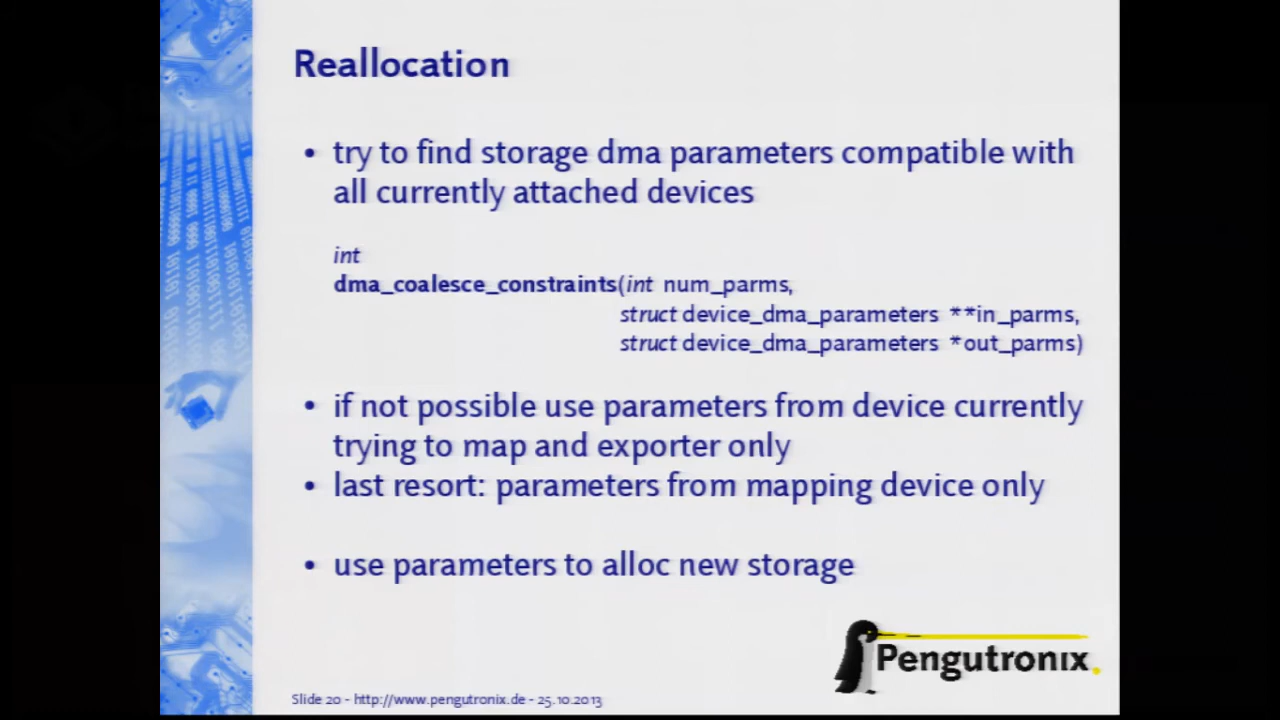 Reallocation
• try to find storage dma parameters compatible with
all currently attached devices
int
dma_coalesce_constraints(int num_parms,
struct device_dma_parameters **in_parms,
struct device_dma_parameters *out_parms)
• if not possible use parameters from device currently
trying to map and exporter only
• last resort: parameters from mapping device only
• use parameters to alloc new storage
Pengutronix.
Slide 20 - http://www.pengutronix.de - 25.10.2013